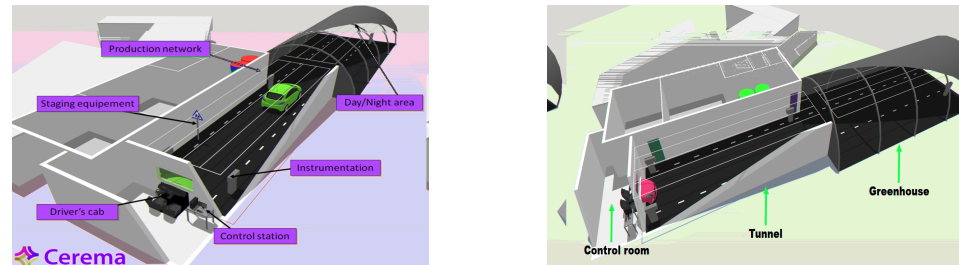 Production network
Staging equipement
Day/Night area
Instrumentation
Driver's cab
Control station
Cerema
Greenhouse
Tunnel
Control room